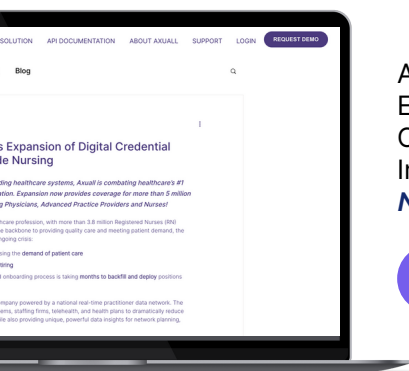 SOLUTION API DOCUMENTATION ABOUT AXUALL SUPPORT LOGIN REQUEST DEMO
Blog
s Expansion of Digital Credential
de Nursing
ding healthcare systems, Axuall is combating healthcare's #1
ation. Expansion now provides coverage for more than 5 million
g Physicians, Advanced Practice Providers and Nurses!
hcare profession, with more than 3.8 million Registered Nurses (RN)
e backbone to providing quality care and meeting patient demand, the
ngoing crisis:
sing the demand of patient care
etiring
d onboarding process is taking months to backfill and deploy positions
ompany powered by a national real-time practitioner data network. The
tems, staffing firms, telehealth, and health plans to dramatically reduce
ile also providing unique, powerful data insights for network planning,
A
E
C
In
N